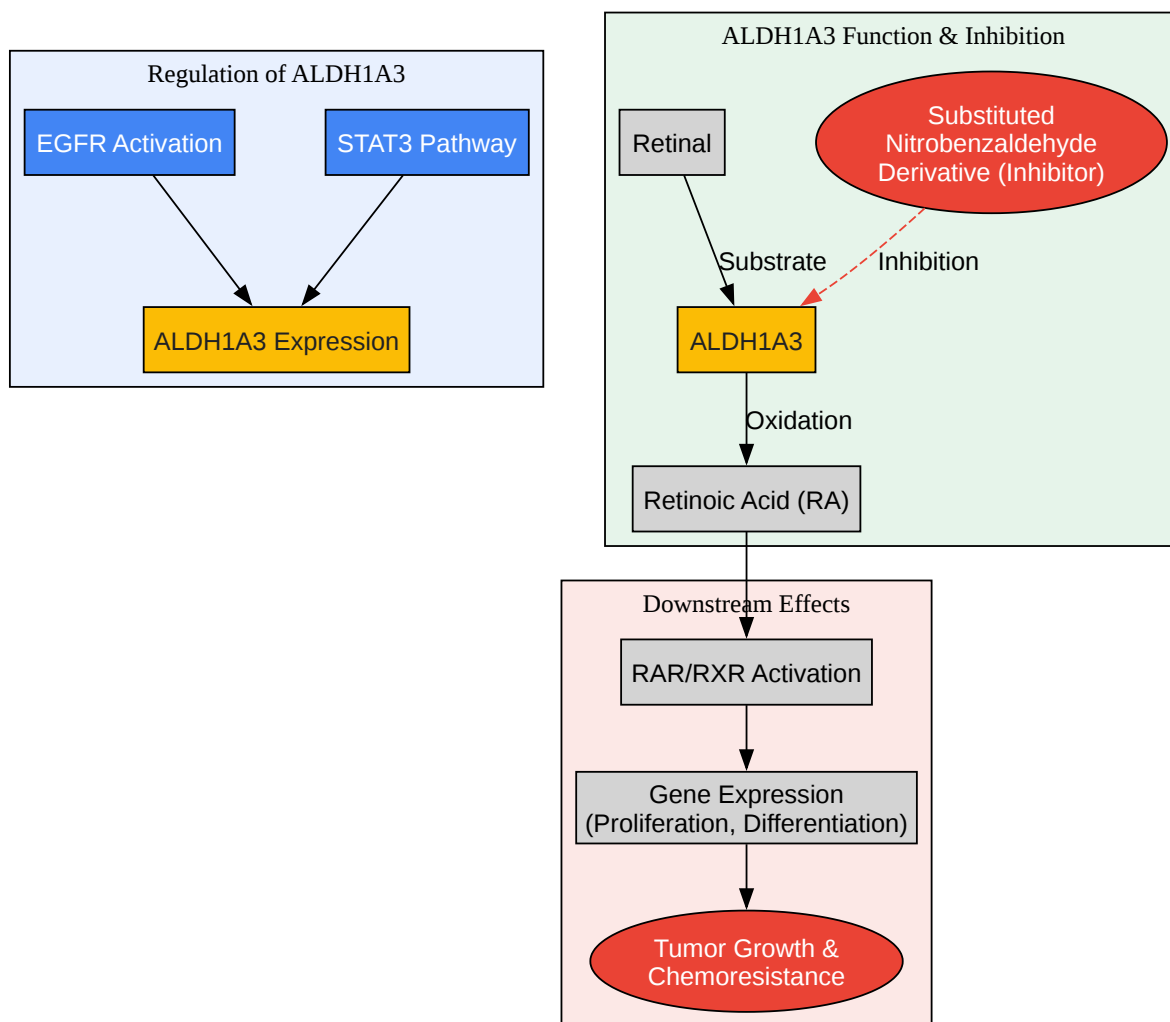 Regulation of ALDH1A3
EGFR Activation
STAT3 Pathway
ALDH1A3 Expression
ALDH1A3 Function & Inhibition
Retinal
Substituted
Nitrobenzaldehyde
Derivative (Inhibitor)
Substrate
Inhibition
ALDH1A3
Oxidation
Retinoic Acid (RA)
Downstream Effects
RAR/RXR Activation
Gene Expression
(Proliferation, Differentiation)
Tumor Growth &
Chemoresistance